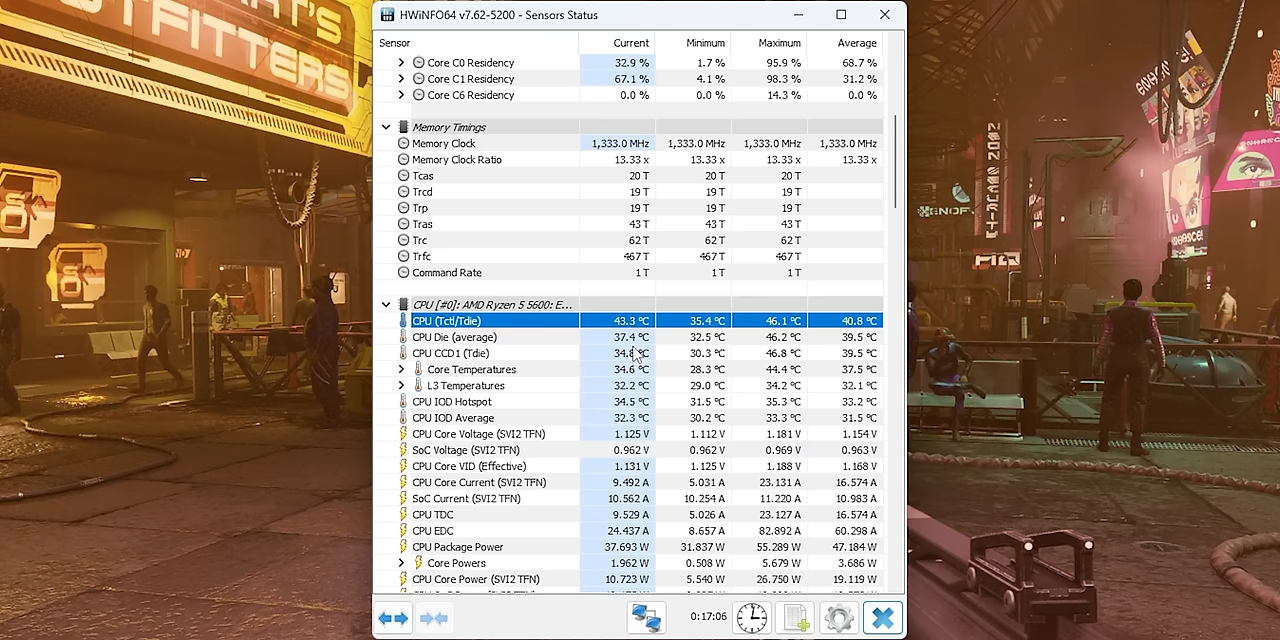 HWiNFO64 v7.62-5200 - Sensors Status
Sensor Current Minimum Maximum Average
Core C0 Residency 32.9 % 1.7 % 95.9 % 68.7 %
Core C1 Residency 67.1 % 4.1 % 98.3 % 31.2 %
Core C6 Residency 0.0 % 0.0 % 14.3 % 0.0 %
Memory Timings
Memory Clock 1,333.0 MHz 1,333.0 MHz 1,333.0 MHz 1,333.0 MHz
Memory Clock Ratio 13.33 x 13.33 x 13.33 x 13.33 x
Tcas 20 T 20 T 20 T
Trcd 19 T 19 T 19 T
Trp 19 T 19 T 19 T
Tras 43 T 43 T 43 T
Trc 62 T 62 T 62 T
Trfc 467 T 467 T 467 T
Command Rate 1 T 1 T 1 T
CPU [#0]: AMD Ryzen 5 5600: E...
CPU (Tctl/Tdie) 43.3 °C 35.4 °C 46.1 °C 40.8 °C
CPU Die (average) 37.4 °C 32.5 °C 46.2 °C 39.5 °C
CPU CCD1 (Tdie) 34.8 °C 30.3 °C 46.8 °C 39.5 °C
Core Temperatures 34.6 °C 28.3 °C 44.4 °C 37.5 °C
L3 Temperatures 32.2 °C 29.0 °C 34.2 °C 32.1 °C
CPU IOD Hotspot 34.5 °C 31.5 °C 35.3 °C 33.2 °C
CPU IOD Average 32.3 °C 30.2 °C 33.3 °C 31.5 °C
CPU Core Voltage (SVI2 TFN) 1.125 V 1.112 V 1.181 V 1.154 V
SoC Voltage (SVI2 TFN) 0.962 V 0.962 V 0.969 V 0.963 V
CPU Core VID (Effective) 1.131 V 1.125 V 1.188 V 1.168 V
CPU Core Current (SVI2 TFN) 9.492 A 5.031 A 23.131 A 16.574 A
SoC Current (SVI2 TFN) 10.562 A 10.254 A 11.220 A 10.983 A
CPU TDC 9.529 A 5.026 A 23.127 A 16.574 A
CPU EDC 24.437 A 8.657 A 82.892 A 60.298 A
CPU Package Power 37.693 W 31.837 W 55.289 W 47.184 W
Core Powers 1.962 W 0.508 W 5.679 W 3.686 W
CPU Core Power (SVI2 TFN) 10.723 W 5.540 W 26.750 W 19.119 W
0:17:06
NEON SECURITY